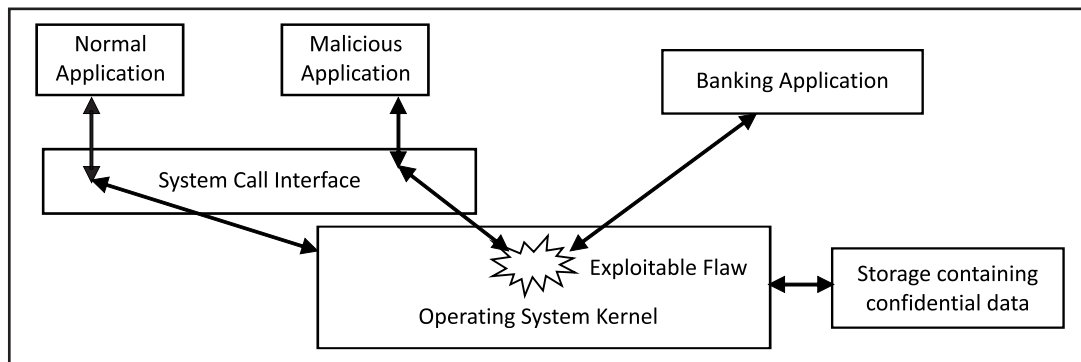 Normal
Application
Malicious
Application
Banking Application
System Call Interface
Exploitable Flaw
Operating System Kernel
Storage containing
confidential data